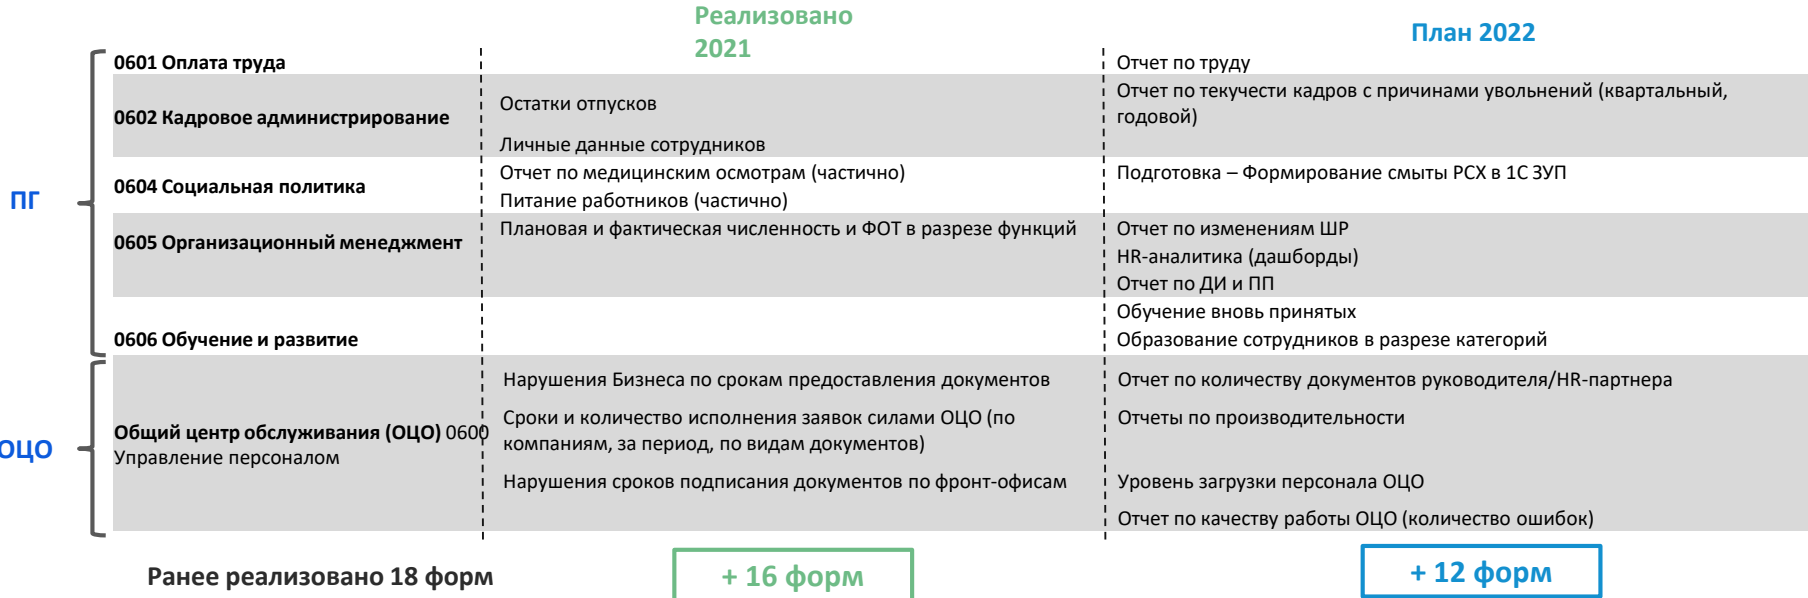 Реализовано
2021
План 2022
0601 Оплата труда
Отчет по труду
0602 Кадровое администрирование
Остатки отпусков
Личные данные сотрудников
Отчет по текучести кадров с причинами увольнений (квартальный,
годовой)
ПГ
0604 Социальная политика
Отчет по медицинским осмотрам (частично)
Питание работников (частично)
Подготовка – Формирование смыты РСХ в 1С ЗУП
0605 Организационный менеджмент
Плановая и фактическая численность и ФОТ в разрезе функций
Отчет по изменениям ШР
HR-аналитика (дашборды)
Отчет по ДИ и ПП
0606 Обучение и развитие
Обучение вновь принятых
Образование сотрудников в разрезе категорий
ОЦО
Общий центр обслуживания (ОЦО) 0600
Управление персоналом
Нарушения Бизнеса по срокам предоставления документов
Сроки и количество исполнения заявок силами ОЦО (по
компаниям, за период, по видам документов)
Нарушения сроков подписания документов по фронт-офисам
Отчет по количеству документов руководителя/HR-партнера
Отчеты по производительности
Уровень загрузки персонала ОЦО
Отчет по качеству работы ОЦО (количество ошибок)
Ранее реализовано 18 форм
+ 16 форм
+ 12 форм